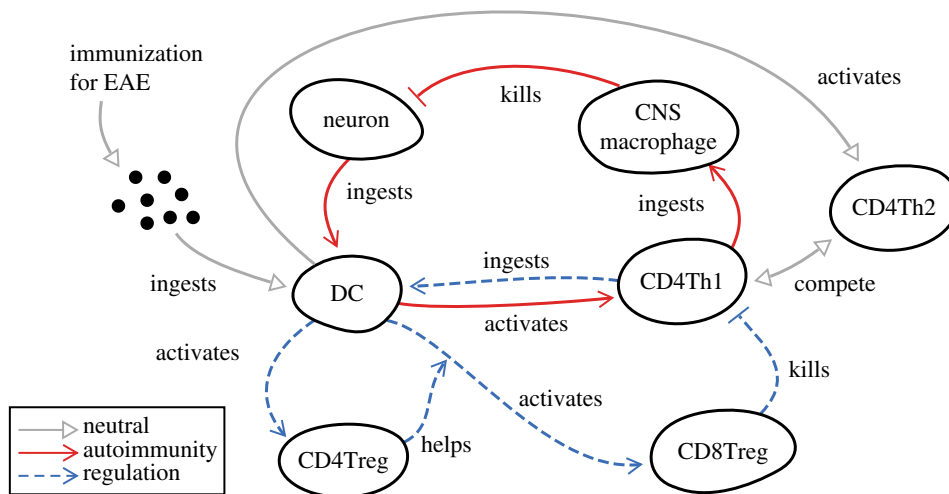 immunization
for EAE
activates
kills
neuron
CNS
macrophage
ingests
ingests
CD4Th2
ingests
DC
ingests
CD4Th1
compete
activates
activates
kills
activates
helps
CD4Treg
CD8Treg
neutral
autoimmunity
regulation